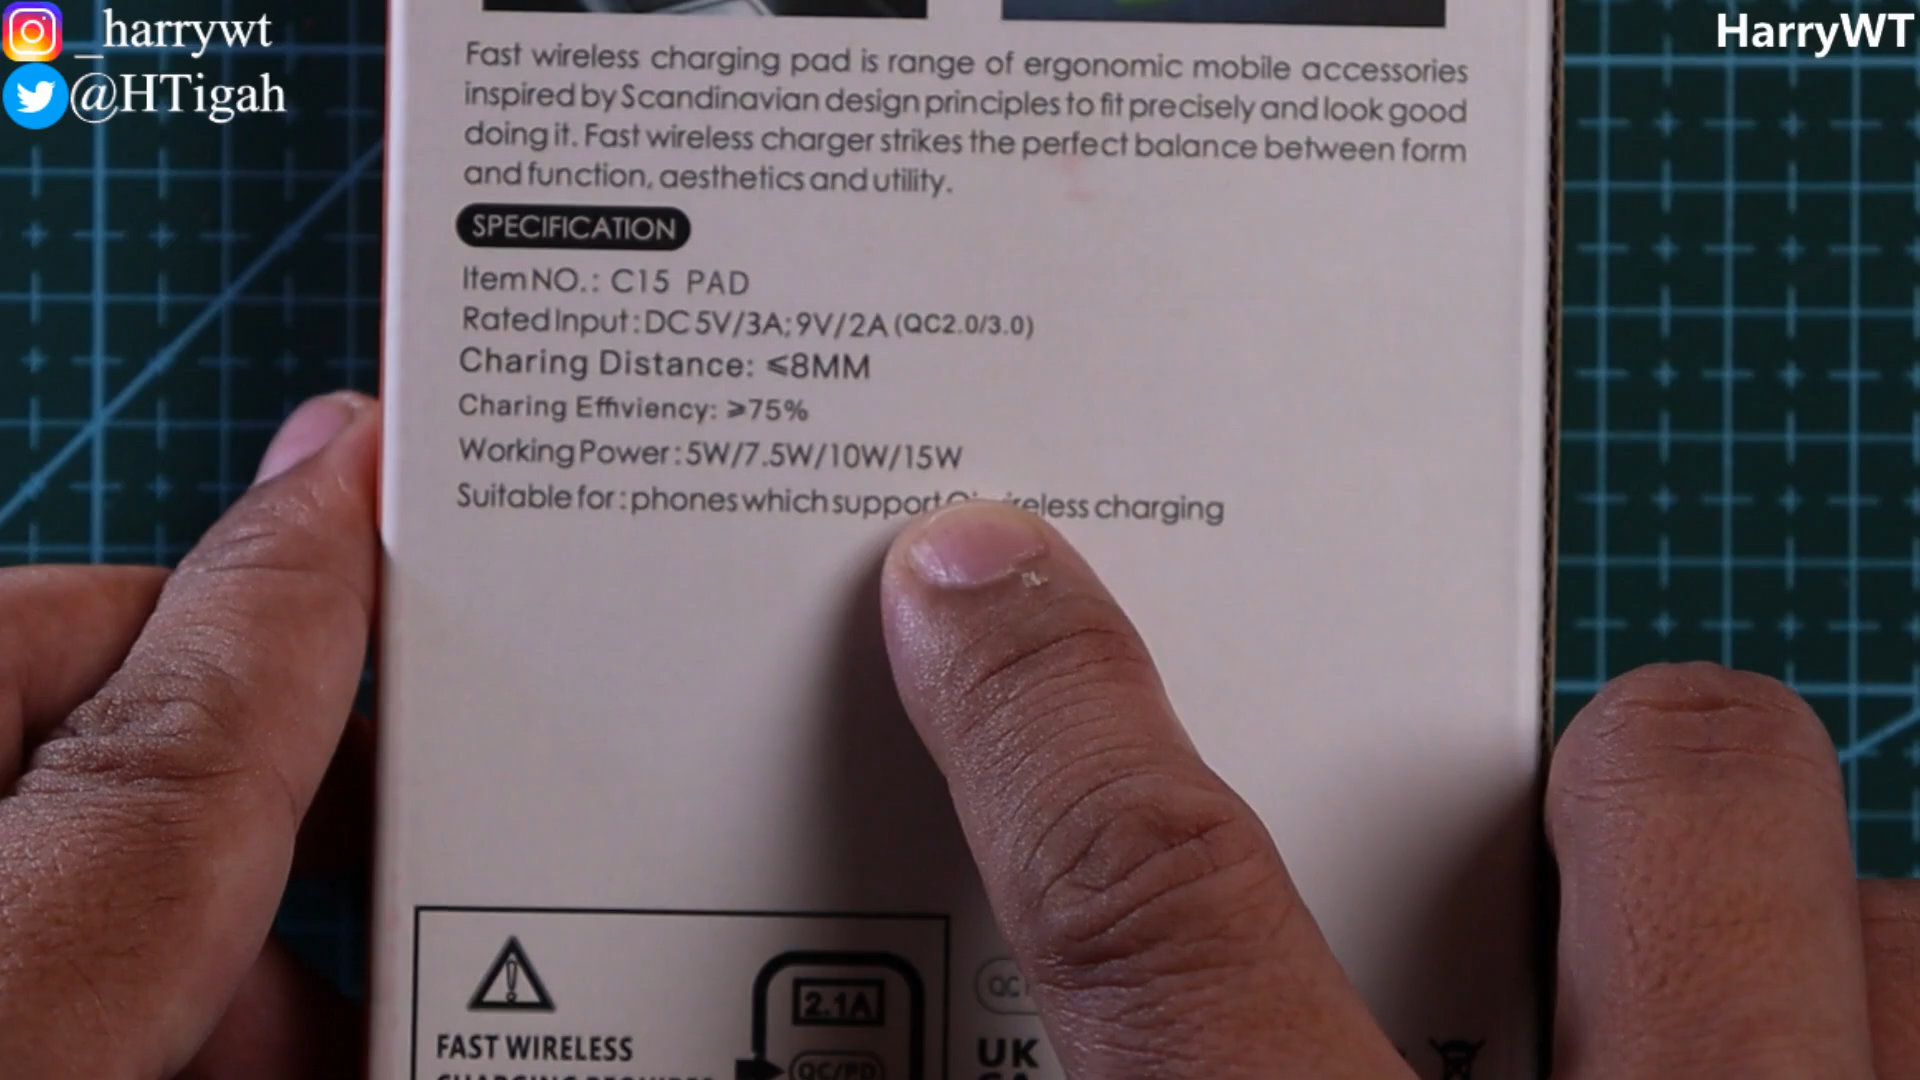 _harrywt
@HTigah
HarryWT
Fast wireless charging pad is range of ergonomic mobile accessories
inspired by Scandinavian design principles to fit precisely and look good
doing it. Fast wireless charger strikes the perfect balance between form
and function, aesthetics and utility.
SPECIFICATION
Item NO.: C15 PAD
Rated Input: DC 5V/3A; 9V/2A (QC2.0/3.0)
Charing Distance: ≤8MM
Charing Effiviency: ≥75%
Working Power: 5W/7.5W/10W/15W
Suitable for: phones which support charging
2.1A
FAST WIRELESS
QC/PD
UK